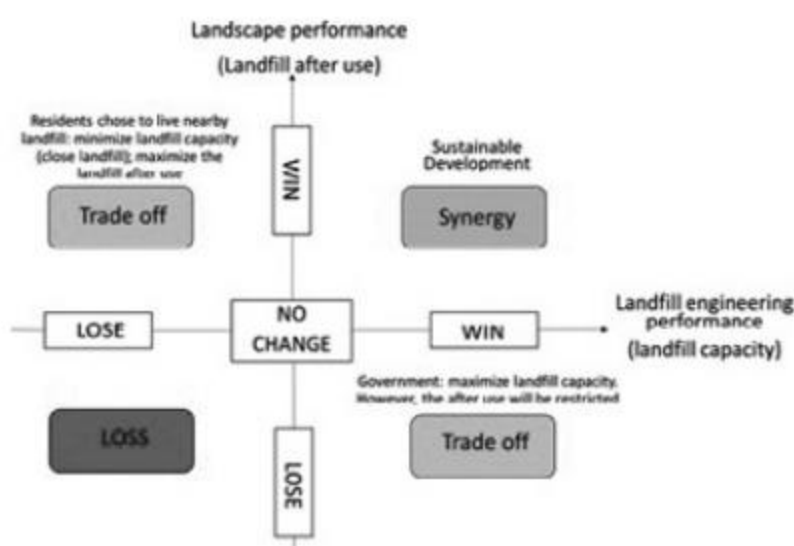 Landscape performance
(Landfill after use)
Residents chose to live nearby
landfill: minimize landfill capacity
(close landfill); maximize the
landfill after use
Trade off
WIN
Sustainable
Development
Synergy
LOSE
NO
CHANGE
WIN
Landfill engineering
performance
(landfill capacity)
Government: maximize landfill capacity.
However, the after use will be restricted
LOSS
LOSE
Trade off